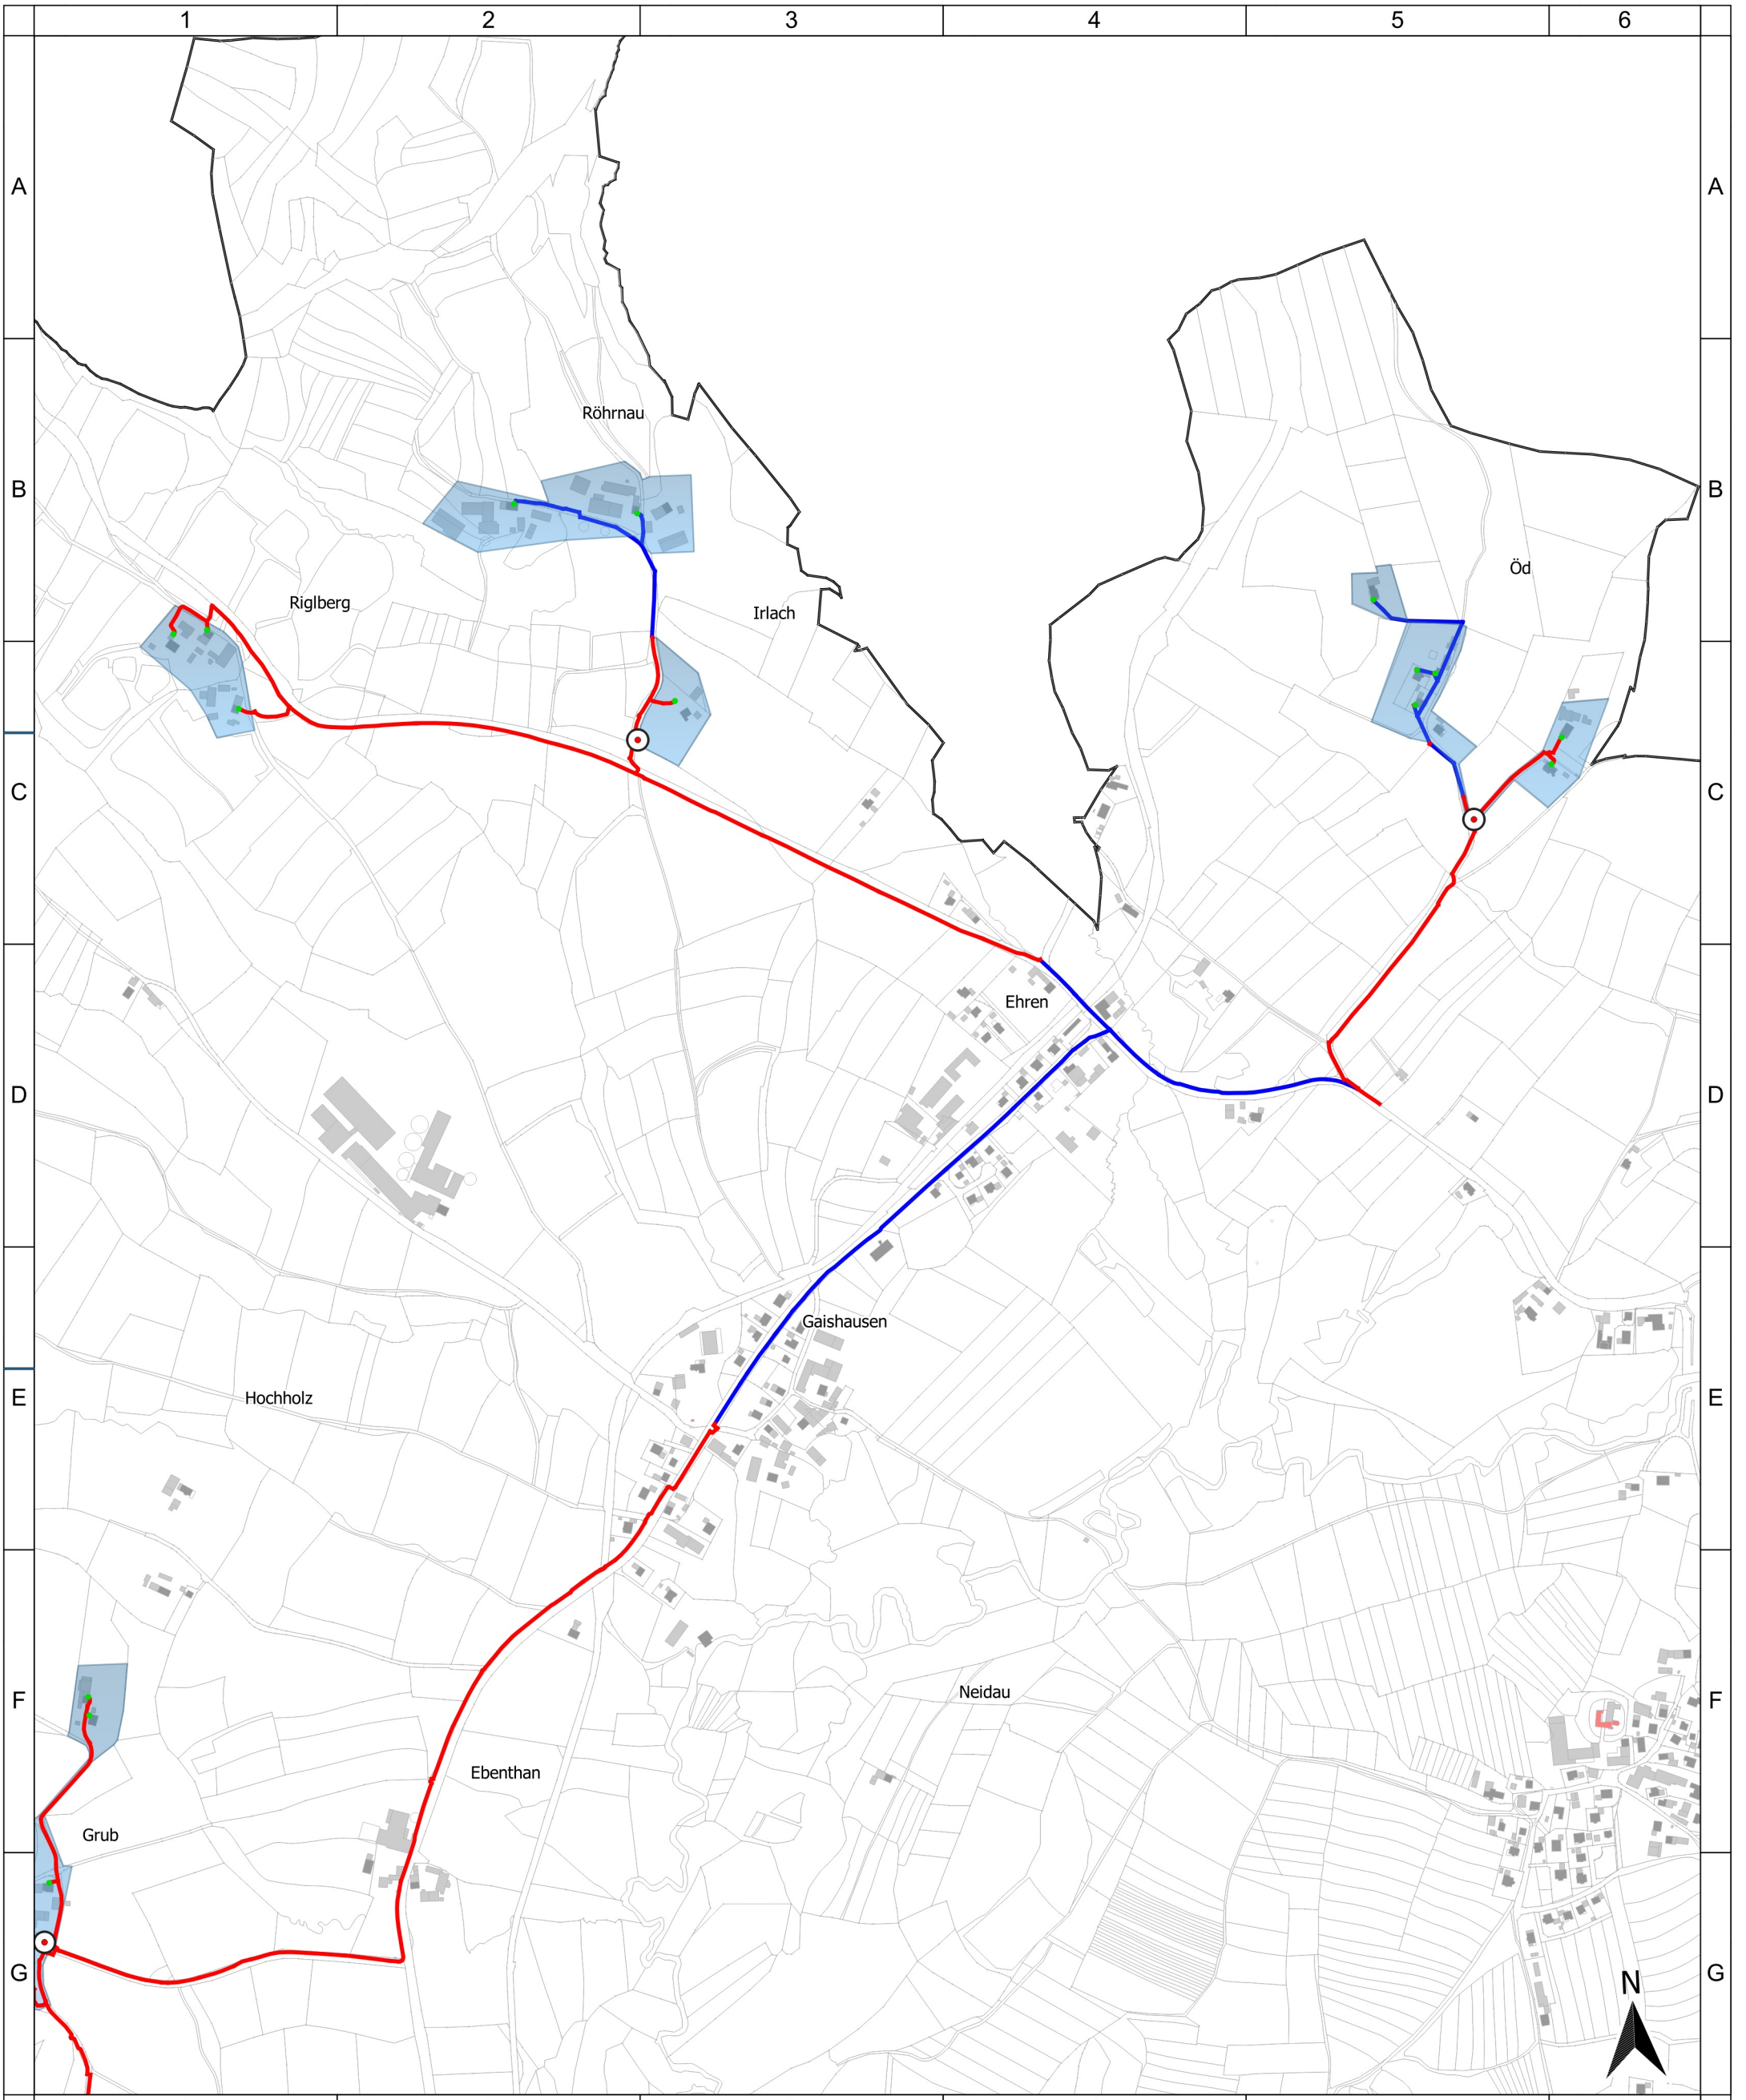 1 2 3 4 5 6
A A
Röhrnau
B B
Öd
Riglberg
Irlach
C C
Ehren
D D
Gaishausen
E Hochholz E
Neidau
F F
Ebenthan
Grub
G G
N